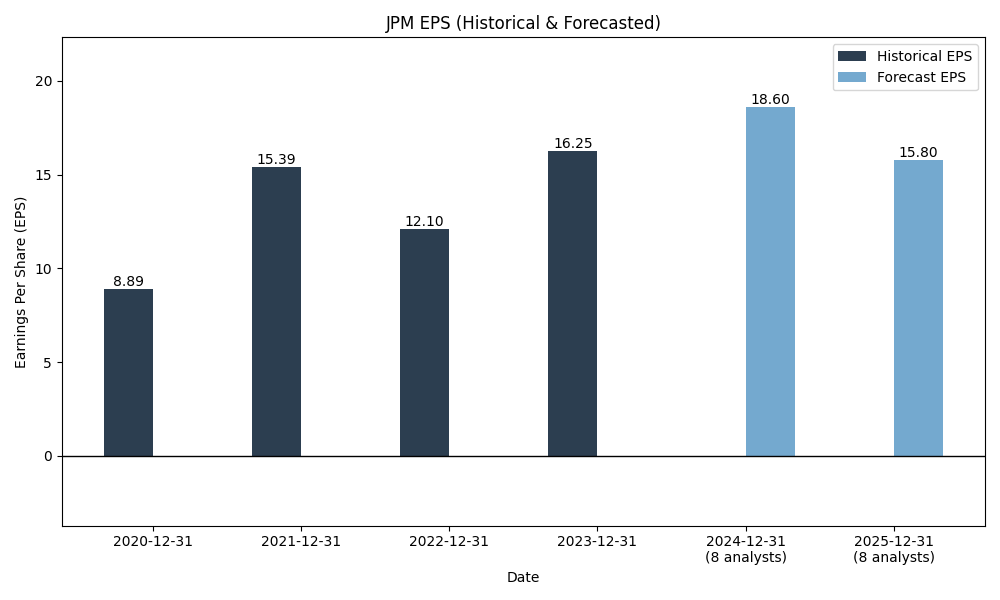 JPM EPS (Historical & Forecasted)
Historical EPS
Forecast EPS
Earnings Per Share (EPS)
20
15
10
5
0
8.89
15.39
12.10
16.25
18.60
15.80
2020-12-31
2021-12-31
2022-12-31
2023-12-31
2024-12-31
(8 analysts)
2025-12-31
(8 analysts)
Date